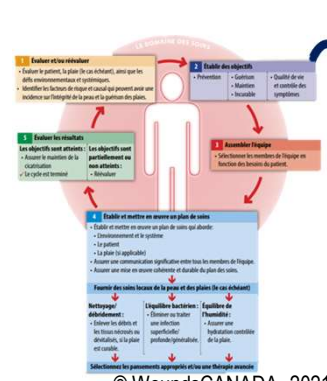 LA ROUTINE DES SOINS
1 Évaluer et/ou réévaluer
• Évaluer le patient, la plaie (le cas échéant), ainsi que les
défis environnementaux et systémiques.
• Identifier les facteurs de risque et causal qui peuvent avoir une
incidence sur l'intégrité de la peau et la guérison des plaies.
2 Établir des objectifs
• Prévention
• Guérison
• Maintien
• Incurable
• Qualité de vie
et contrôle des
symptômes
3 Assembler l'équipe
• Sélectionner les membres de l'équipe en
fonction des besoins du patient.
5 Évaluer les résultats
Les objectifs sont atteints :
• Assurer le maintien de la
cicatrisation
✓ Le cycle est terminé
Les objectifs sont
partiellement ou
non atteints :
• Réévaluer
4 Établir et mettre en œuvre un plan de soins
• Établir et mettre en œuvre un plan de soins qui aborde:
• L'environnement et le système
• Le patient
• La plaie (si applicable)
• Assurer une communication significative entre tous les membres de l'équipe.
• Assurer une mise en œuvre cohérente et durable du plan des soins.
Fournir des soins locaux de la peau et des plaies (le cas échéant)
Nettoyage/
débridement :
• Enlever les débris et
les tissus nécrosés ou
dévitalisés, si la plaie
est curable.
L'équilibre bactérien :
• Éliminer ou traiter
une infection
superficielle/
profonde/généralisée.
Équilibre de
l'humidité :
• Assurer une
hydratation contrôlée
de la plaie.
Sélectionnez les pansements appropriés et/ou une thérapie avancée
© WoundsCANADA 2021